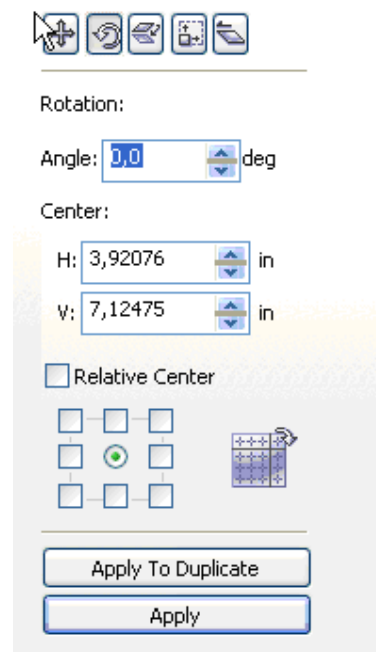 Rotation:
Angle: 0,0 deg
Center:
H: 3,92076 in
V: 7,12475 in
Relative Center
Apply To Duplicate
Apply